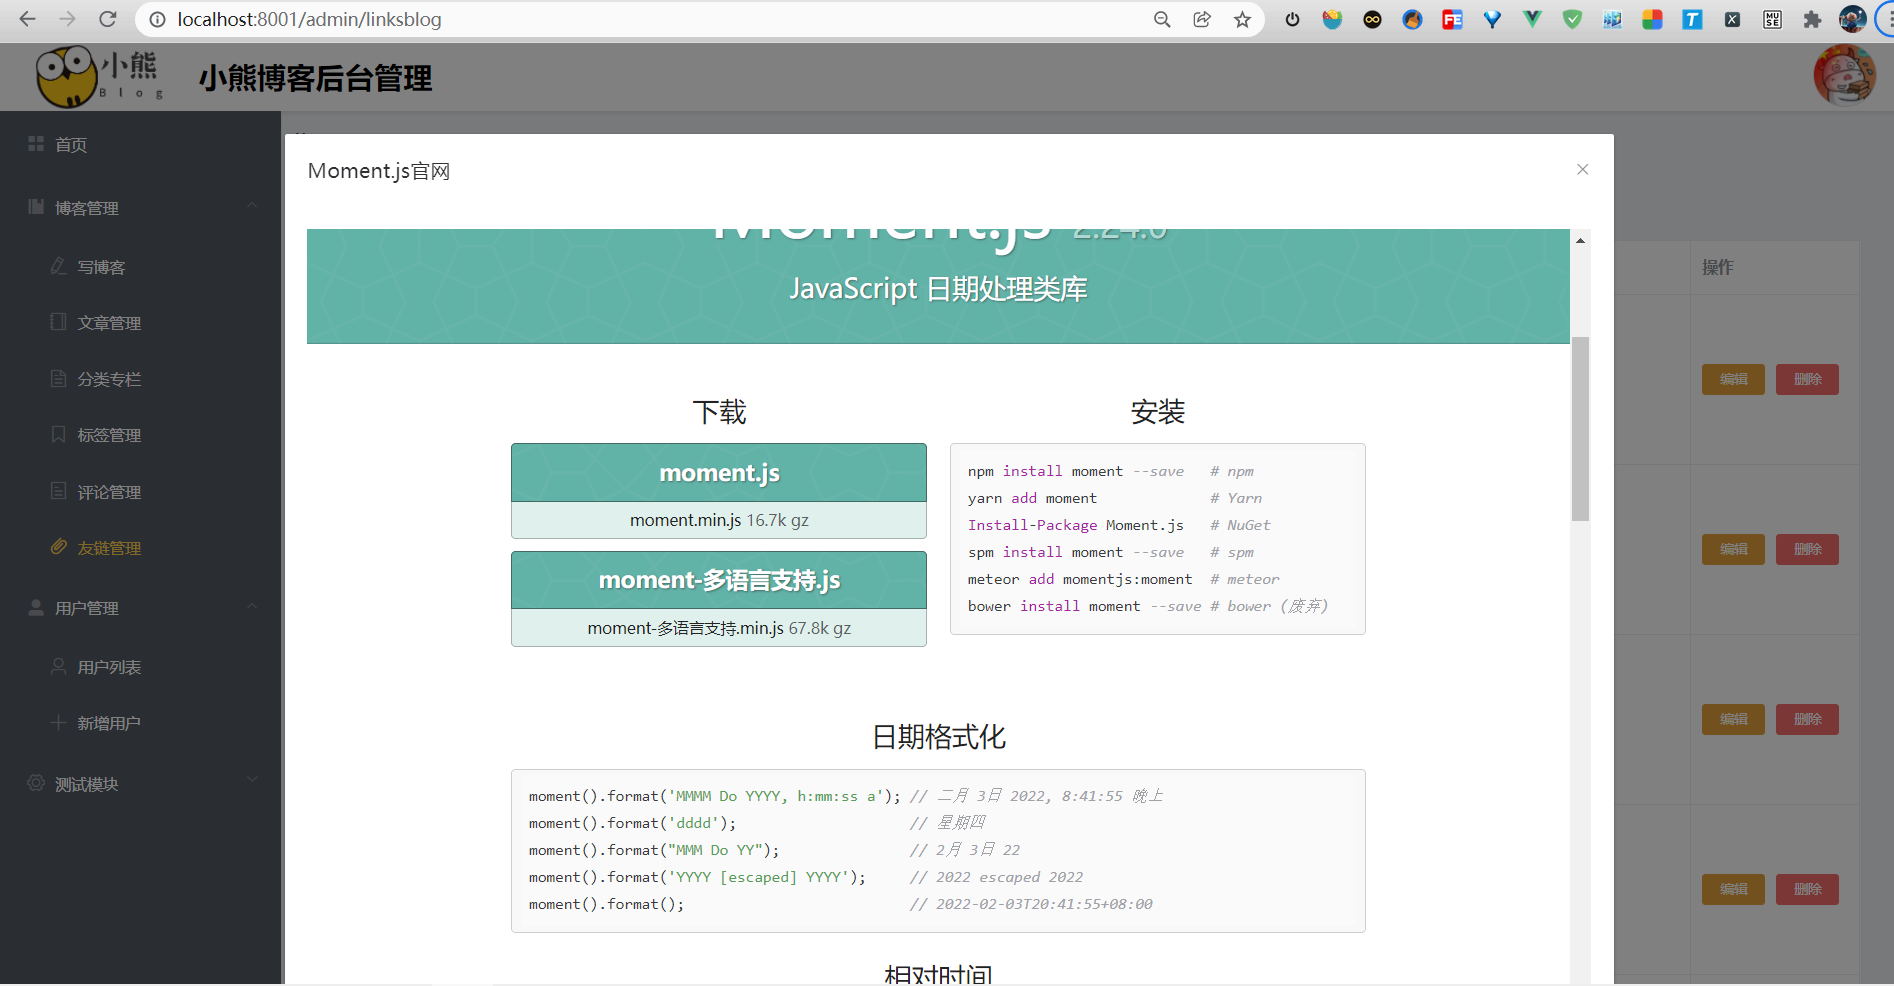 localhost:8001/admin/linksblog
小熊
Blog
小熊博客后台管理
首页
博客管理
写博客
文章管理
分类专栏
标签管理
评论管理
友链管理
用户管理
用户列表
新增用户
测试模块
Moment.js官网
Moment.js 2.24.0
JavaScript 日期处理类库
下载
moment.js
moment.min.js 16.7k gz
moment-多语言支持.js
moment-多语言支持.min.js 67.8k gz
安装
npm install moment --save # npm
yarn add moment # Yarn
Install-Package Moment.js # NuGet
spm install moment --save # spm
meteor add momentjs:moment # meteor
bower install moment --save # bower (废弃)
日期格式化
moment().format('MMMM Do YYYY, h:mm:ss a'); // 二月 3日 2022, 8:41:55 晚上
moment().format('dddd'); // 星期四
moment().format("MMM Do YY"); // 2月 3日 22
moment().format('YYYY [escaped] YYYY'); // 2022 escaped 2022
moment().format(); // 2022-02-03T20:41:55+08:00
相对时间
操作
编辑 删除
编辑 删除
编辑 删除
编辑 删除